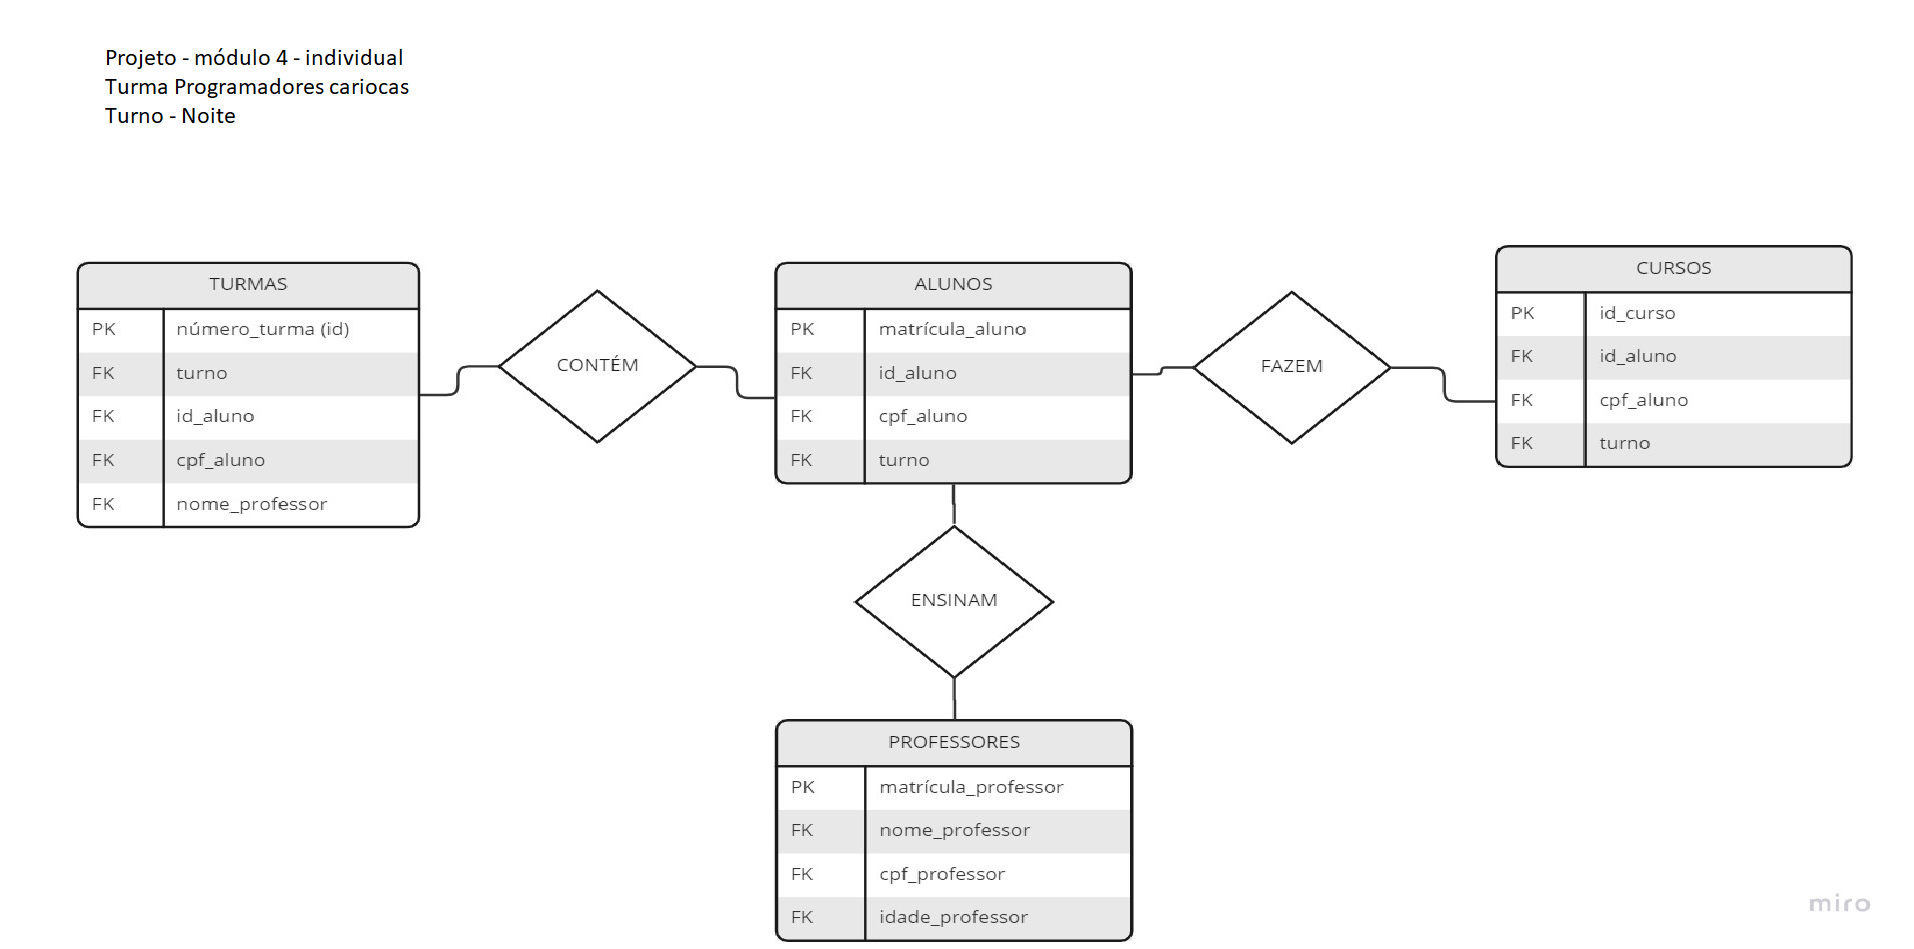 Projeto - módulo 4 - individual
Turma Programadores cariocas
Turno - Noite
TURMAS
PK número_turma (id)
FK turno
FK id_aluno
FK cpf_aluno
FK nome_professor
CONTÉM
ALUNOS
PK matrícula_aluno
FK id_aluno
FK cpf_aluno
FK turno
FAZEM
CURSOS
PK id_curso
FK id_aluno
FK cpf_aluno
FK turno
ENSINAM
PROFESSORES
PK matrícula_professor
FK nome_professor
FK cpf_professor
FK idade_professor
miro